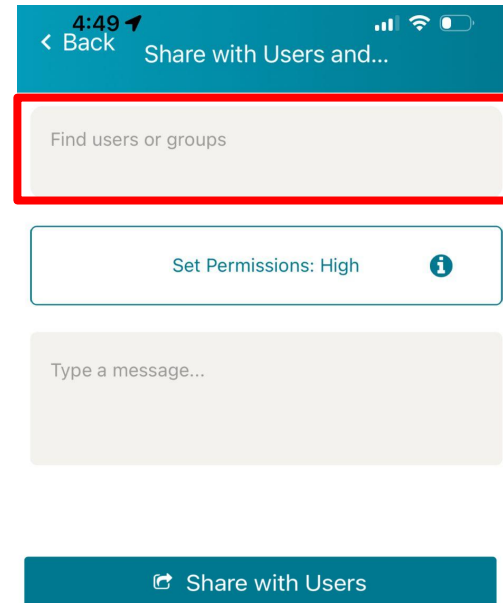 4:49
< Back
Share with Users and...
Find users or groups
Set Permissions: High
Type a message...
Share with Users